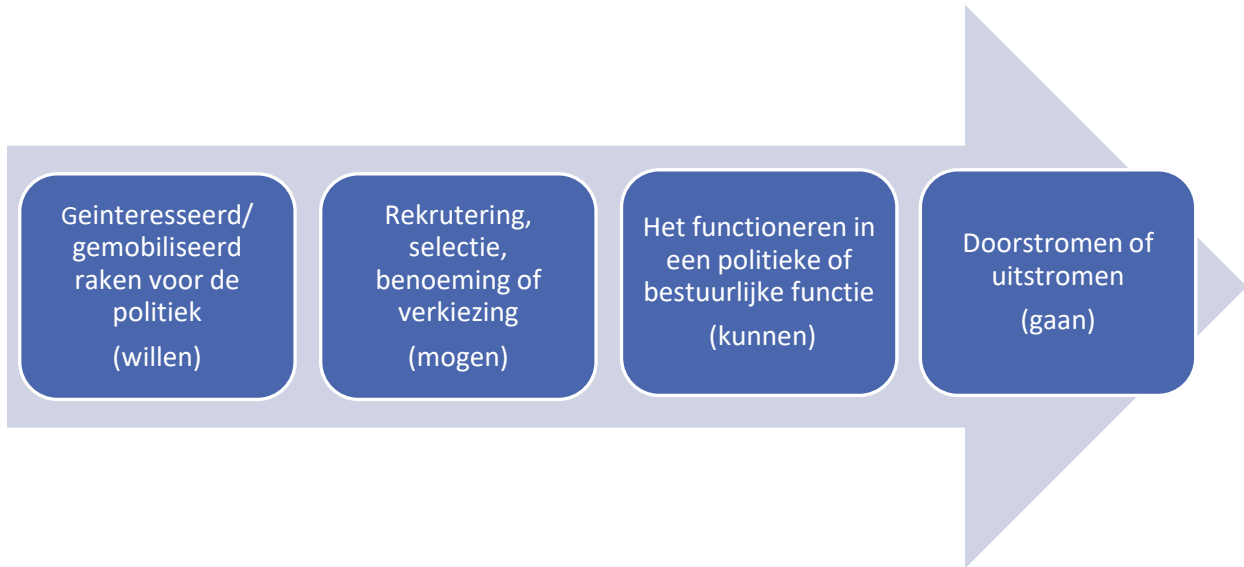 Geinteresseerd/
gemobiliseerd
raken voor de
politiek
(willen)
Rekrutering,
selectie,
benoeming of
verkiezing
(mogen)
Het functioneren in
een politieke of
bestuurlijke functie
(kunnen)
Doorstromen of
uitstromen
(gaan)